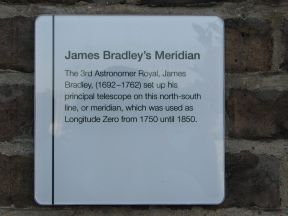 James Bradley's Meridian
The 3rd Astronomer Royal, James
Bradley, (1692–1762) set up his
principal telescope on this north-south
line, or meridian, which was used as
Longitude Zero from 1750 until 1850.